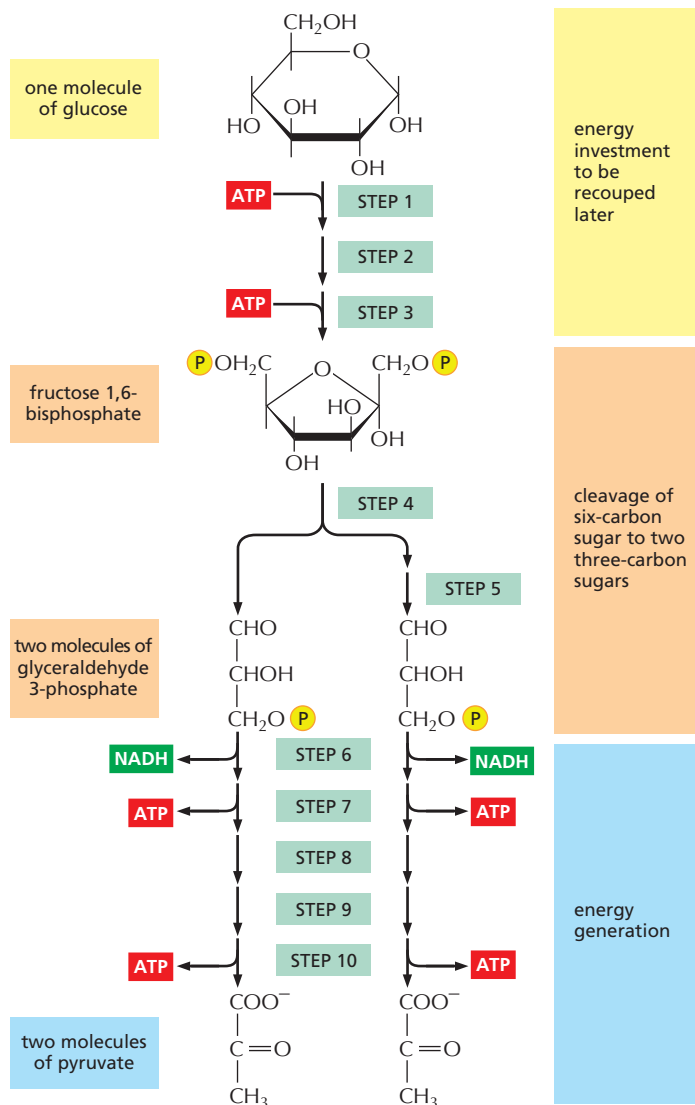 CH₂OH
O
one molecule
of glucose
HO
OH
OH
OH
energy
investment
to be
recouped
later
ATP
STEP 1
STEP 2
ATP
STEP 3
P OH₂C
O
CH₂O P
fructose 1,6-
bisphosphate
HO
OH
OH
cleavage of
six-carbon
sugar to two
three-carbon
sugars
STEP 4
STEP 5
two molecules of
glyceraldehyde
3-phosphate
CHO
CHOH
CH₂O P
CHO
CHOH
CH₂O P
NADH
STEP 6
NADH
ATP
STEP 7
ATP
STEP 8
STEP 9
energy
generation
ATP
STEP 10
ATP
two molecules
of pyruvate
COO⁻
C=O
CH₃
COO⁻
C=O
CH₃